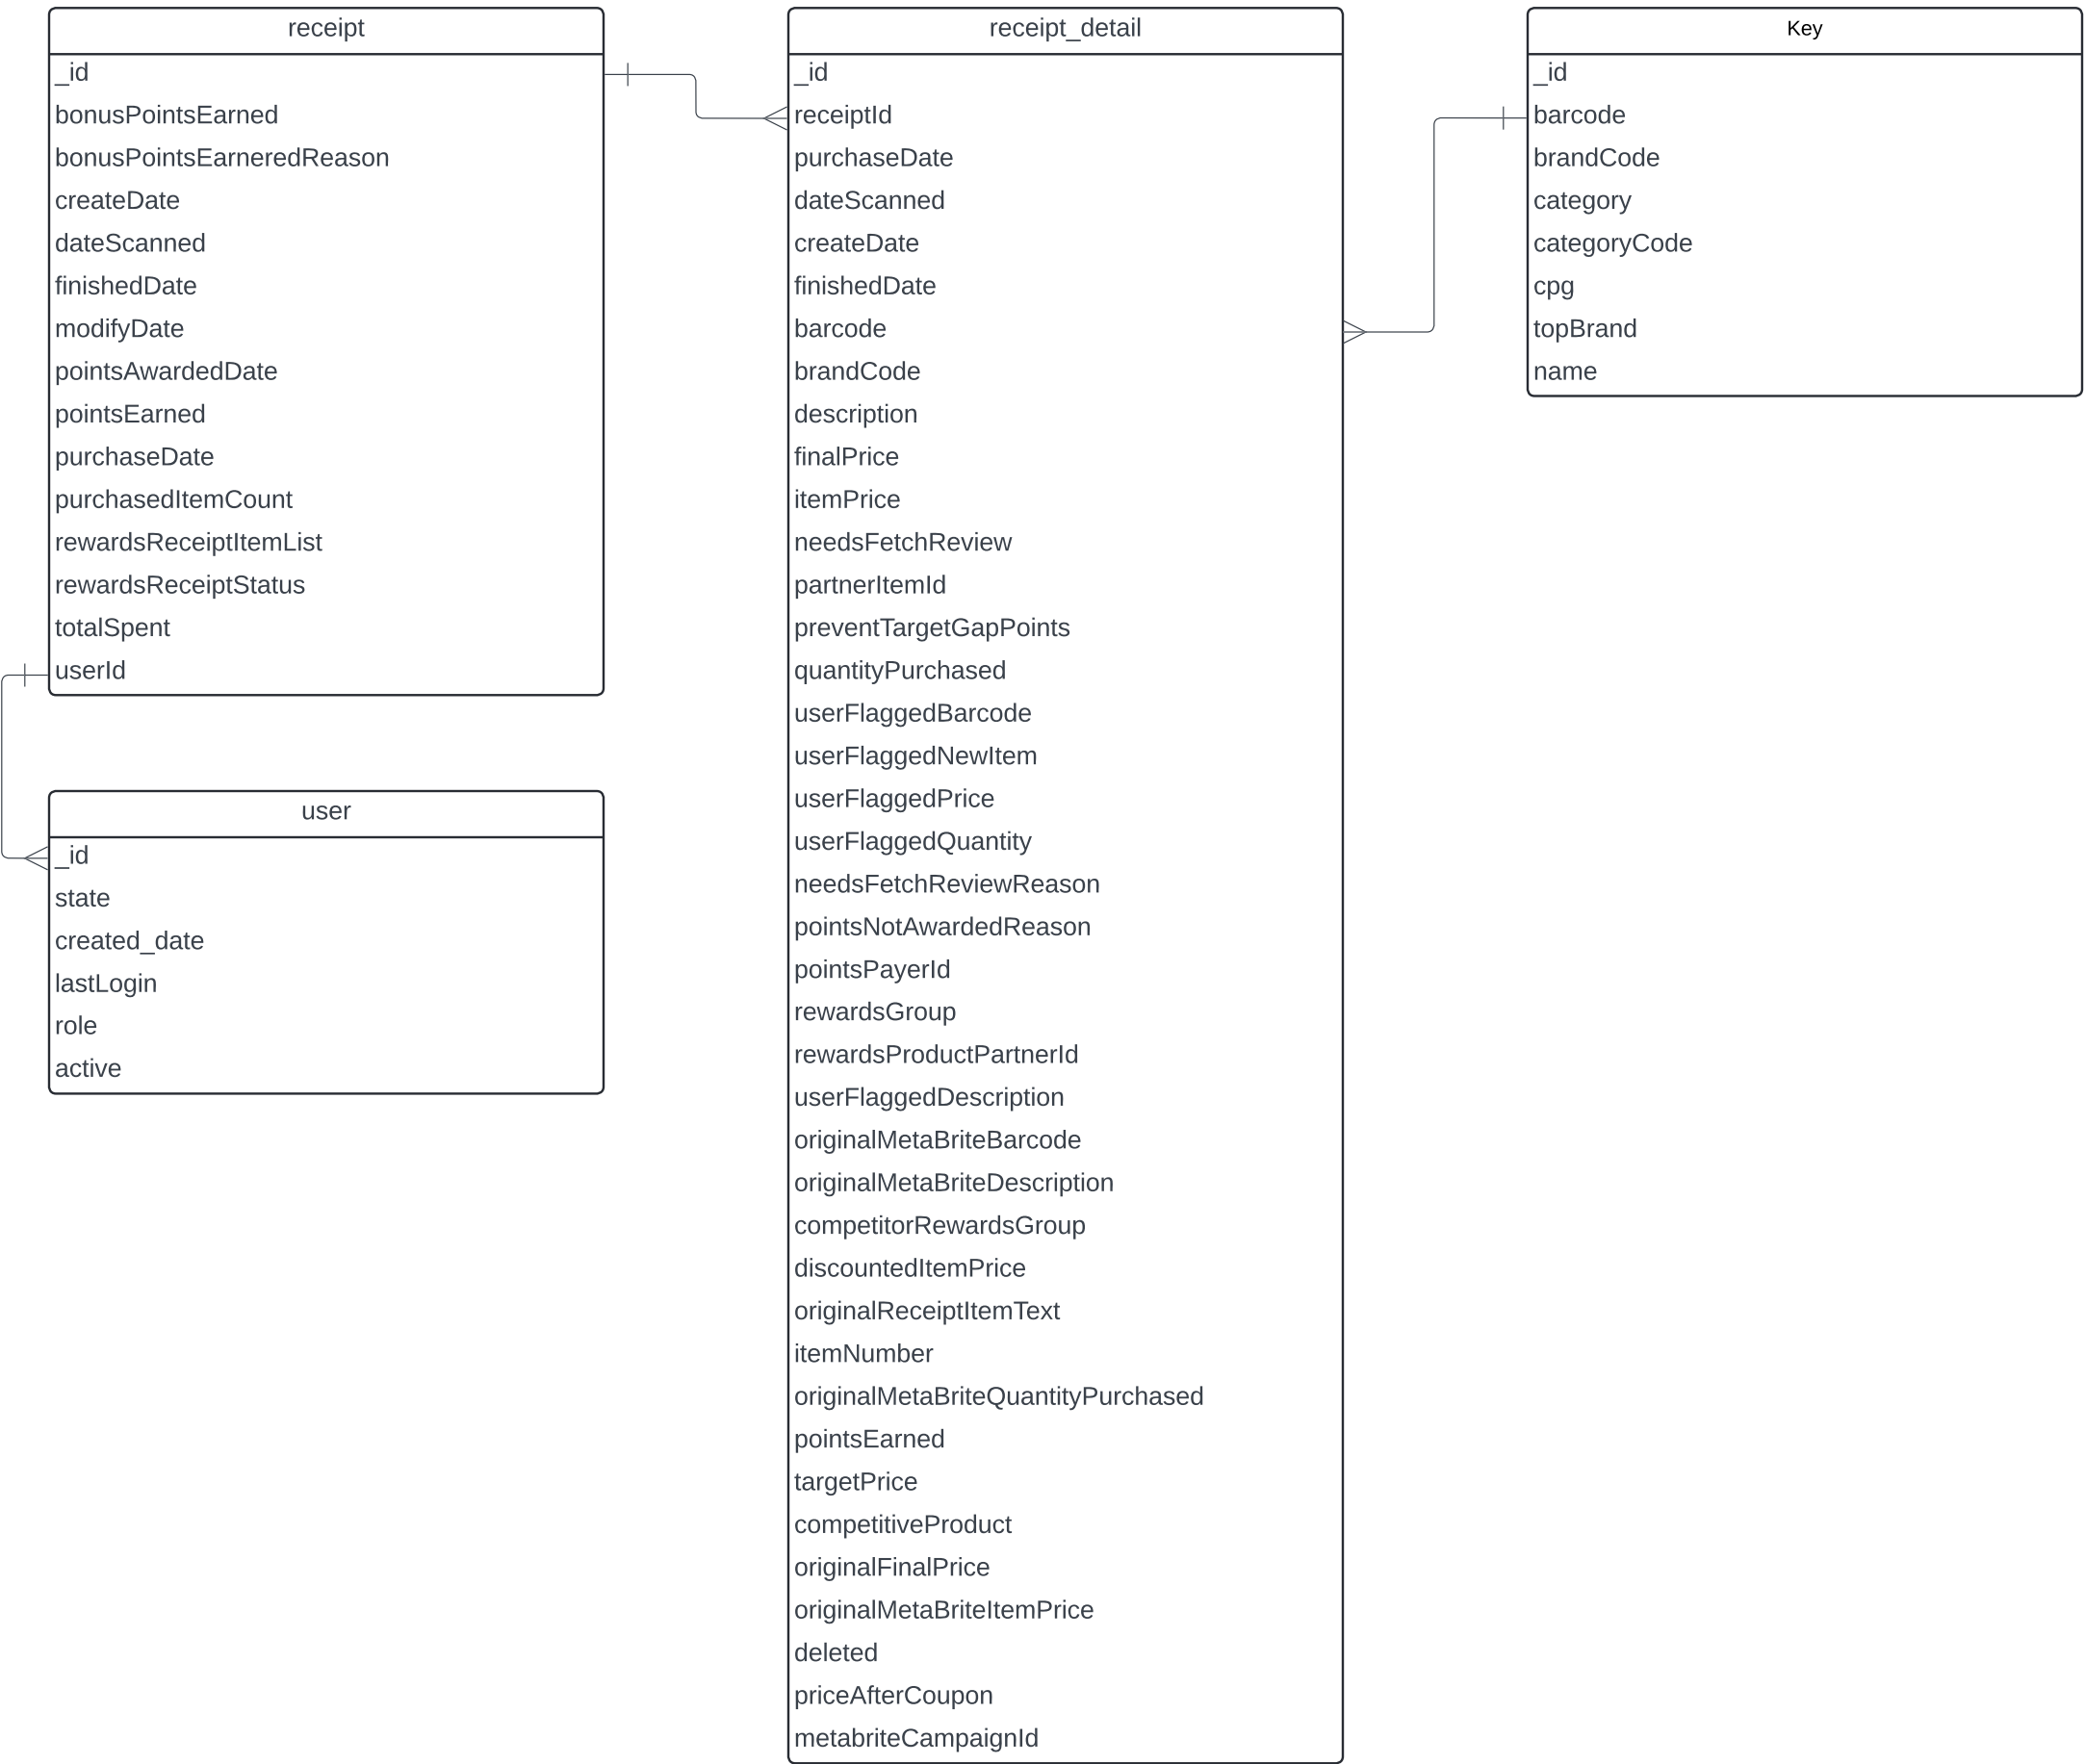 receipt
_id
bonusPointsEarned
bonusPointsEarneredReason
createDate
dateScanned
finishedDate
modifyDate
pointsAwardedDate
pointsEarned
purchaseDate
purchasedItemCount
rewardsReceiptItemList
rewardsReceiptStatus
totalSpent
userId
user
_id
state
created_date
lastLogin
role
active
receipt_detail
_id
receiptId
purchaseDate
dateScanned
createDate
finishedDate
barcode
brandCode
description
finalPrice
itemPrice
needsFetchReview
partnerItemId
preventTargetGapPoints
quantityPurchased
userFlaggedBarcode
userFlaggedNewItem
userFlaggedPrice
userFlaggedQuantity
needsFetchReviewReason
pointsNotAwardedReason
pointsPayerId
rewardsGroup
rewardsProductPartnerId
userFlaggedDescription
originalMetaBriteBarcode
originalMetaBriteDescription
competitorRewardsGroup
discountedItemPrice
originalReceiptItemText
itemNumber
originalMetaBriteQuantityPurchased
pointsEarned
targetPrice
competitiveProduct
originalFinalPrice
originalMetaBriteItemPrice
deleted
priceAfterCoupon
metabriteCampaignId
Key
_id
barcode
brandCode
category
categoryCode
cpg
topBrand
name